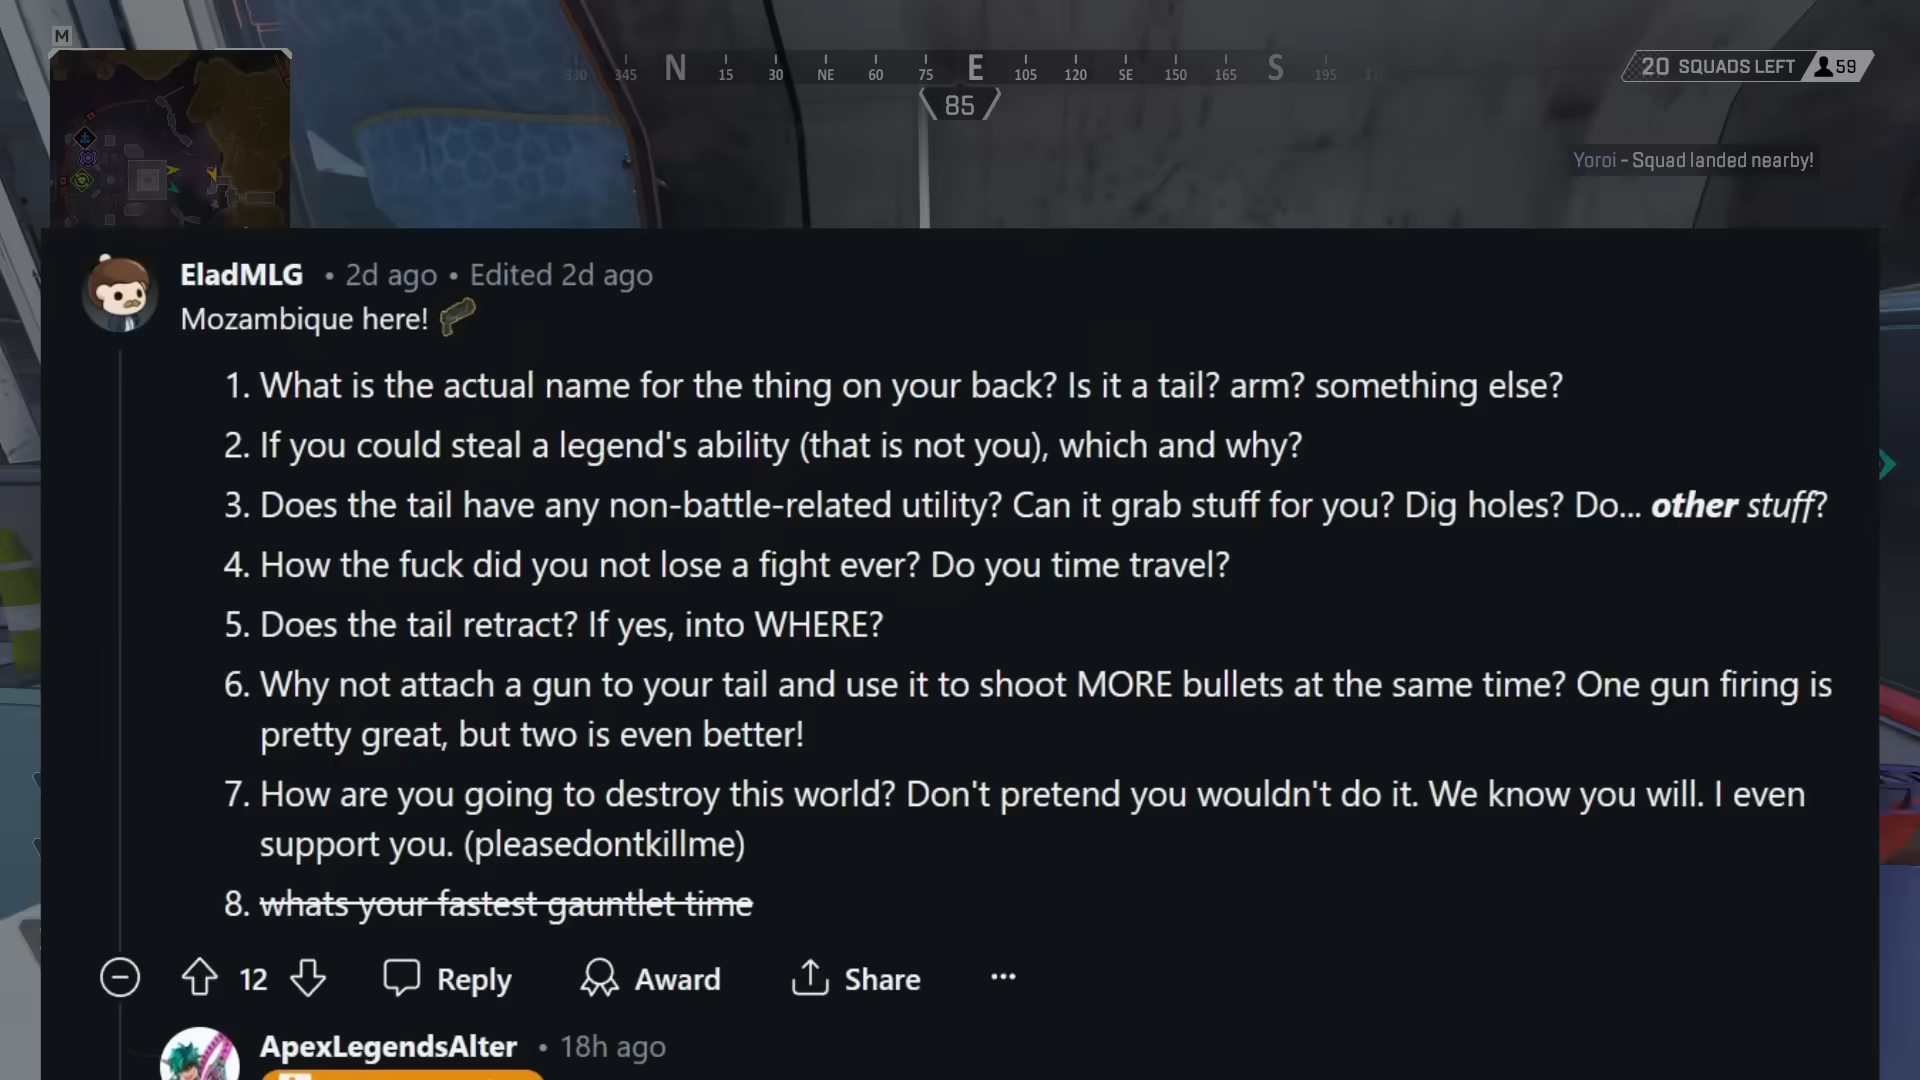 M
330 345 N 15 30 NE 60 75 E 105 120 SE 150 165 S 195
85
20 SQUADS LEFT 59
Yoroi - Squad landed nearby!
EladMLG • 2d ago • Edited 2d ago
Mozambique here!
1. What is the actual name for the thing on your back? Is it a tail? arm? something else?
2. If you could steal a legend's ability (that is not you), which and why?
3. Does the tail have any non-battle-related utility? Can it grab stuff for you? Dig holes? Do... other stuff?
4. How the fuck did you not lose a fight ever? Do you time travel?
5. Does the tail retract? If yes, into WHERE?
6. Why not attach a gun to your tail and use it to shoot MORE bullets at the same time? One gun firing is
pretty great, but two is even better!
7. How are you going to destroy this world? Don't pretend you wouldn't do it. We know you will. I even
support you. (pleasedontkillme)
8. whats your fastest gauntlet time
12 Reply Award Share ...
ApexLegendsAlter • 18h ago